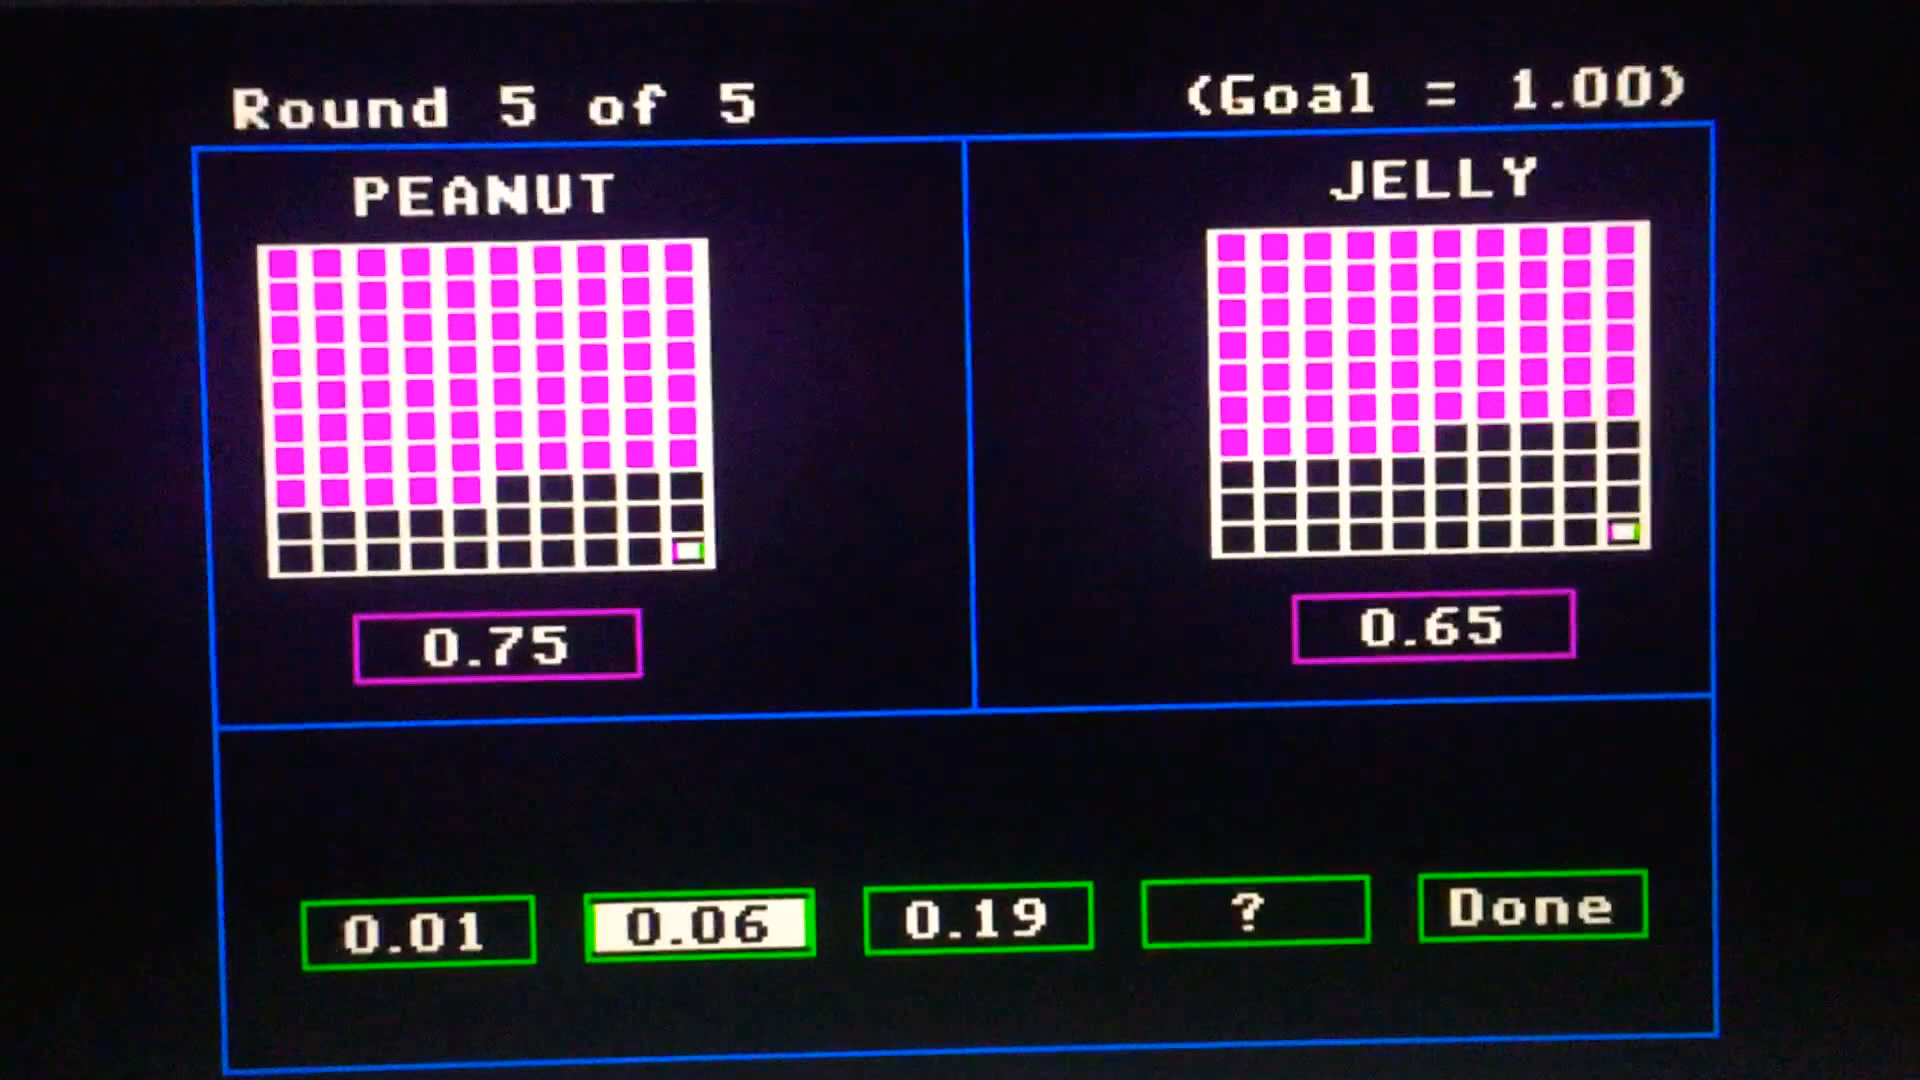 Round 5 of 5
(Goal = 1.00)
PEANUT
JELLY
0.75
0.65
0.01
0.06
0.19
?
Done